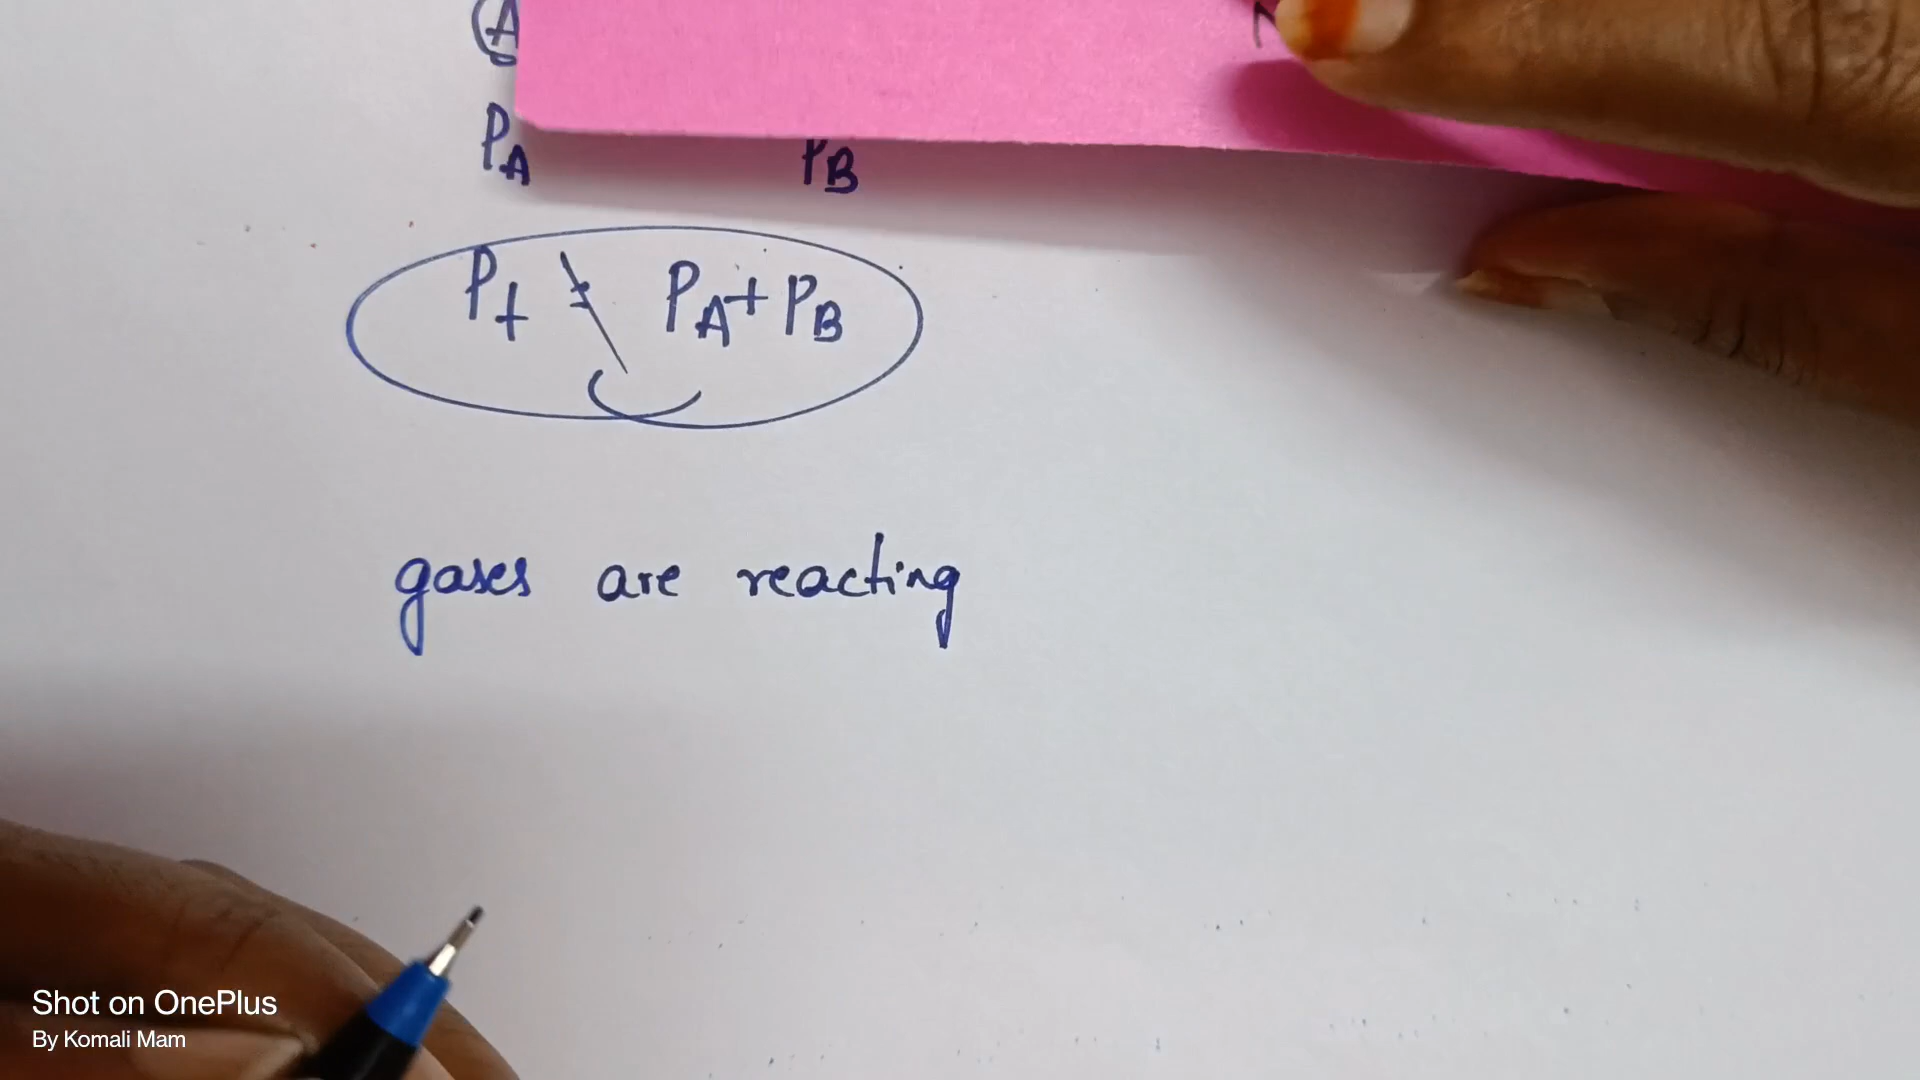 A
PA PB
Pt ≠ PA + PB
gases are reacting
Shot on OnePlus
By Komali Mam